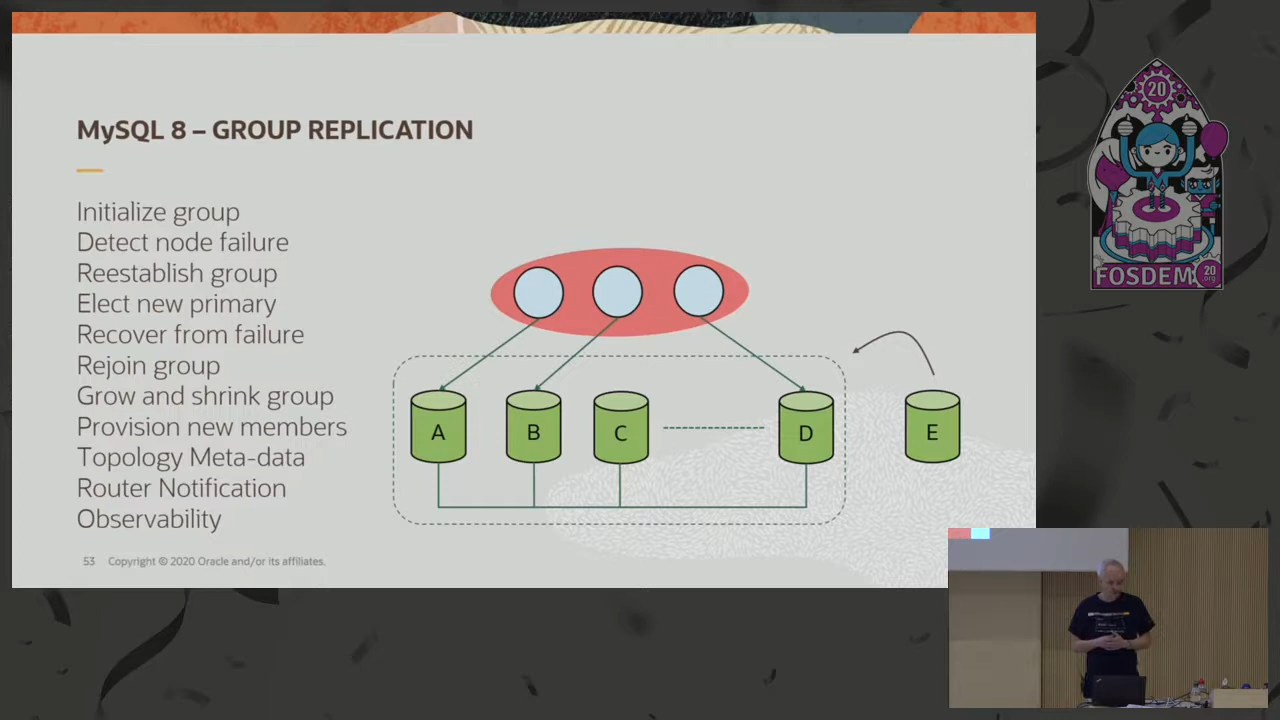 MySQL 8 – GROUP REPLICATION
Initialize group
Detect node failure
Reestablish group
Elect new primary
Recover from failure
Rejoin group
Grow and shrink group
Provision new members
Topology Meta-data
Router Notification
Observability
A
B
C
D
E
53 Copyright © 2020 Oracle and/or its affiliates.
20
FOSDEM
20
.org